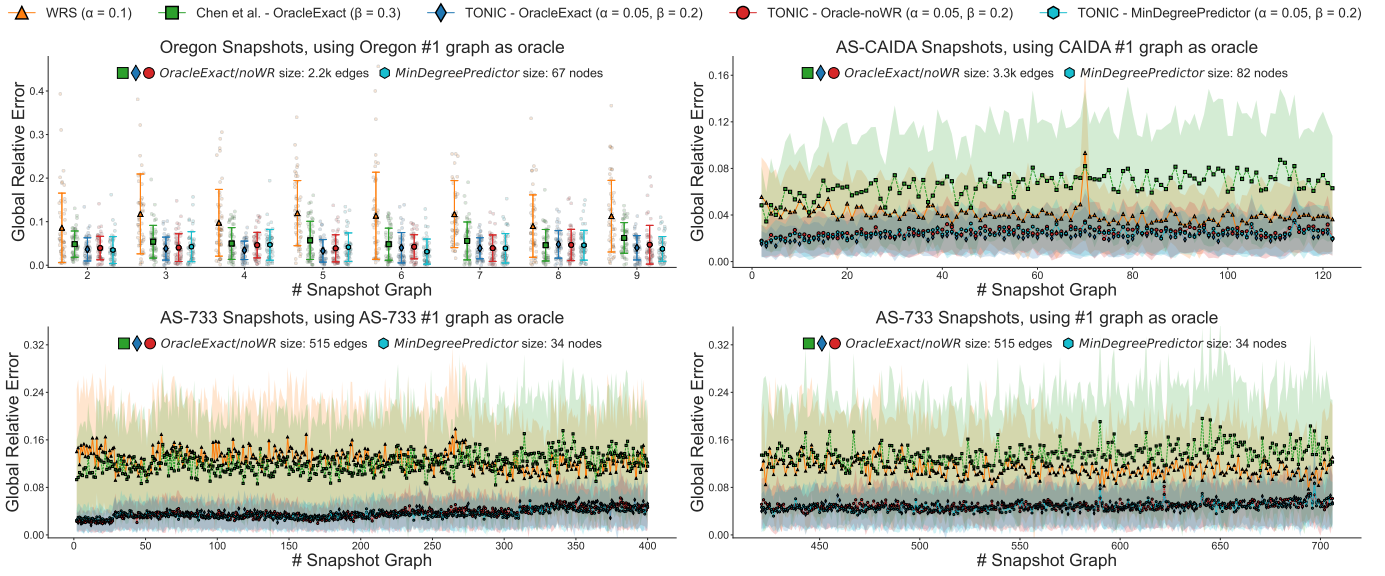 WRS (α = 0.1)
Chen et al. - OracleExact (β = 0.3)
TONIC - OracleExact (α = 0.05, β = 0.2)
TONIC - Oracle-noWR (α = 0.05, β = 0.2)
TONIC - MinDegreePredictor (α = 0.05, β = 0.2)
Oregon Snapshots, using Oregon #1 graph as oracle
OracleExact/noWR size: 2.2k edges MinDegreePredictor size: 67 nodes
Global Relative Error
0.4
0.3
0.2
0.1
0.0
2 3 4 5 6 7 8 9
# Snapshot Graph
AS-CAIDA Snapshots, using CAIDA #1 graph as oracle
OracleExact/noWR size: 3.3k edges MinDegreePredictor size: 82 nodes
Global Relative Error
0.16
0.12
0.08
0.04
0.00
0 20 40 60 80 100 120
# Snapshot Graph
AS-733 Snapshots, using AS-733 #1 graph as oracle
OracleExact/noWR size: 515 edges MinDegreePredictor size: 34 nodes
Global Relative Error
0.32
0.24
0.16
0.08
0.00
0 50 100 150 200 250 300 350 400
# Snapshot Graph
AS-733 Snapshots, using #1 graph as oracle
OracleExact/noWR size: 515 edges MinDegreePredictor size: 34 nodes
Global Relative Error
0.32
0.24
0.16
0.08
0.00
450 500 550 600 650 700
# Snapshot Graph